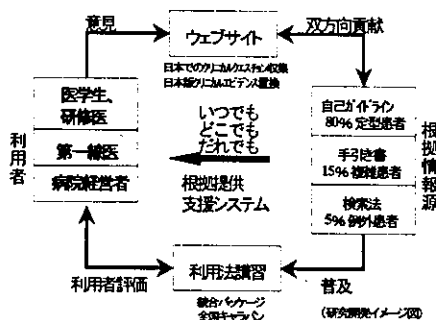 意見
ウェブサイト
双方向貢献
日本でのクリニカルクエスチョン収集
日本版クリニカルエビデンス置換
利用者
医学生、
研修医
第一線医
病院経営者
いつでも
どこでも
だれでも
根拠提供
支援システム
自己ガイドライン
80% 定型患者
手引き書
15% 複雑患者
検索法
5% 例外患者
根拠情報源
利用者評価
利用法講習
普及
統合パッケージ
全国キャラバン
(研究開発イメージ図)